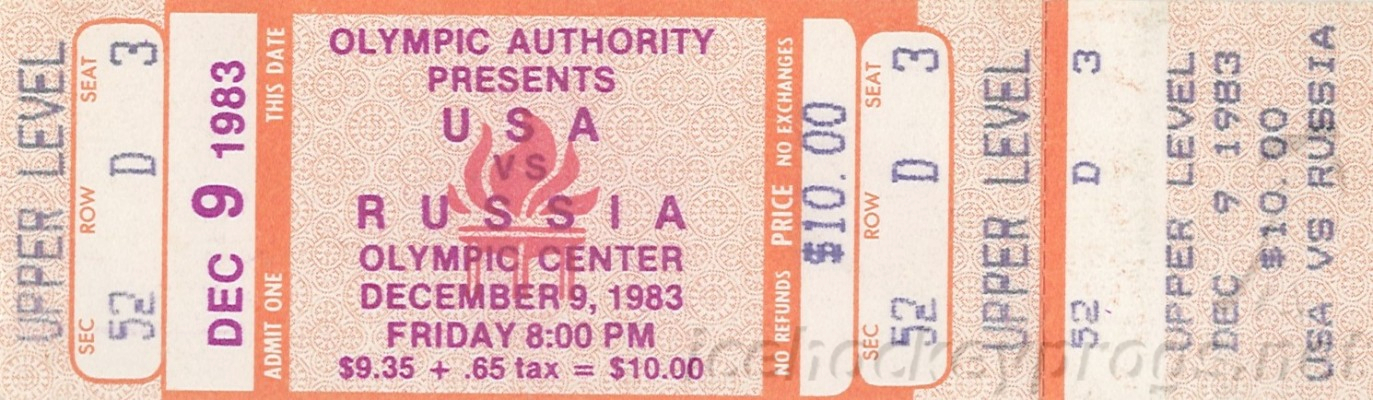 UPPER LEVEL
SEC 52 ROW D SEAT 3
DEC 9 1983
ADMIT ONE THIS DATE
OLYMPIC AUTHORITY
PRESENTS
USA
VS
RUSSIA
OLYMPIC CENTER
DECEMBER 9, 1983
FRIDAY 8:00 PM
$9.35 + .65 tax = $10.00
NO REFUNDS PRICE NO EXCHANGES
$10.00
SEC 52 ROW D SEAT 3
UPPER LEVEL
52 D 3
UPPER LEVEL
DEC 9 1983
$10.00
USA VS RUSSIA
icehockeyprogs.net